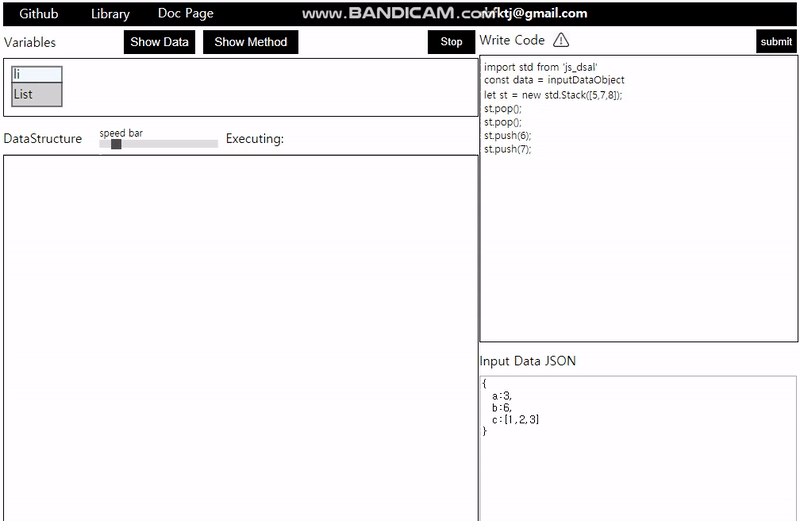 Github Library Doc Page www.BANDICAM.com fktj@gmail.com
Variables Show Data Show Method Stop Write Code submit
li
List
DataStructure speed bar Executing:
import std from 'js_dsal'
const data = inputDataObject
let st = new std.Stack([5,7,8]);
st.pop();
st.pop();
st.push(6);
st.push(7);
Input Data JSON
{
a:3,
b:6,
c:[1,2,3]
}